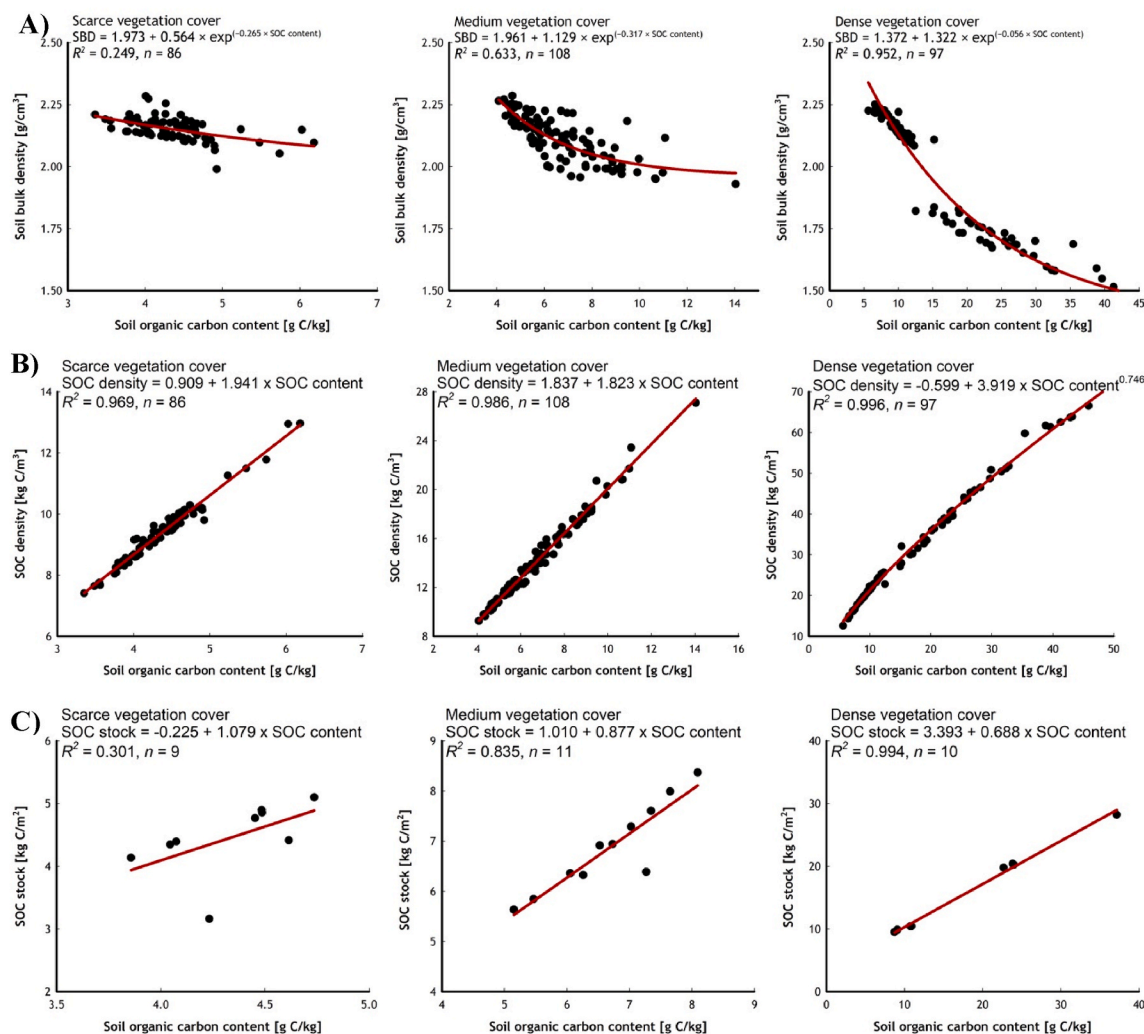 A)
Scarce vegetation cover
SBD = 1.973 + 0.564 × exp(−0.265 × SOC content)
R² = 0.249, n = 86
2.50
2.25
2.00
1.75
1.50
Soil bulk density [g/cm³]
3 4 5 6 7
Soil organic carbon content [g C/kg]
Medium vegetation cover
SBD = 1.961 + 1.129 × exp(−0.317 × SOC content)
R² = 0.633, n = 108
2.50
2.25
2.00
1.75
1.50
Soil bulk density [g/cm³]
2 4 6 8 10 12 14
Soil organic carbon content [g C/kg]
Dense vegetation cover
SBD = 1.372 + 1.322 × exp(−0.056 × SOC content)
R² = 0.952, n = 97
2.50
2.25
2.00
1.75
1.50
Soil bulk density [g/cm³]
0 5 10 15 20 25 30 35 40 45
Soil organic carbon content [g C/kg]
B)
Scarce vegetation cover
SOC density = 0.909 + 1.941 x SOC content
R² = 0.969, n = 86
14
12
10
8
6
SOC density [kg C/m³]
3 4 5 6 7
Soil organic carbon content [g C/kg]
Medium vegetation cover
SOC density = 1.837 + 1.823 x SOC content
R² = 0.986, n = 108
28
24
20
16
12
8
SOC density [kg C/m³]
2 4 6 8 10 12 14 16
Soil organic carbon content [g C/kg]
Dense vegetation cover
SOC density = -0.599 + 3.919 x SOC content^0.746
R² = 0.996, n = 97
70
60
50
40
30
20
10
SOC density [kg C/m³]
0 10 20 30 40 50
Soil organic carbon content [g C/kg]
C)
Scarce vegetation cover
SOC stock = -0.225 + 1.079 x SOC content
R² = 0.301, n = 9
6
5
4
3
2
SOC stock [kg C/m²]
3.5 4.0 4.5 5.0
Soil organic carbon content [g C/kg]
Medium vegetation cover
SOC stock = 1.010 + 0.877 x SOC content
R² = 0.835, n = 11
9
8
7
6
5
4
SOC stock [kg C/m²]
4 5 6 7 8 9
Soil organic carbon content [g C/kg]
Dense vegetation cover
SOC stock = 3.393 + 0.688 x SOC content
R² = 0.994, n = 10
40
30
20
10
0
SOC stock [kg C/m²]
0 10 20 30 40
Soil organic carbon content [g C/kg]